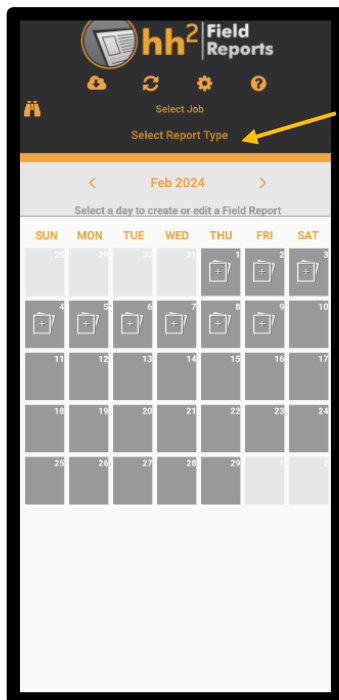 hh2 Field Reports
Select Job
Select Report Type
Feb 2024
Select a day to create or edit a Field Report
SUN MON TUE WED THU FRI SAT
28 29 30 31 1 2 3
4 5 6 7 8 9 10
11 12 13 14 15 16 17
18 19 20 21 22 23 24
25 26 27 28 29 1 2